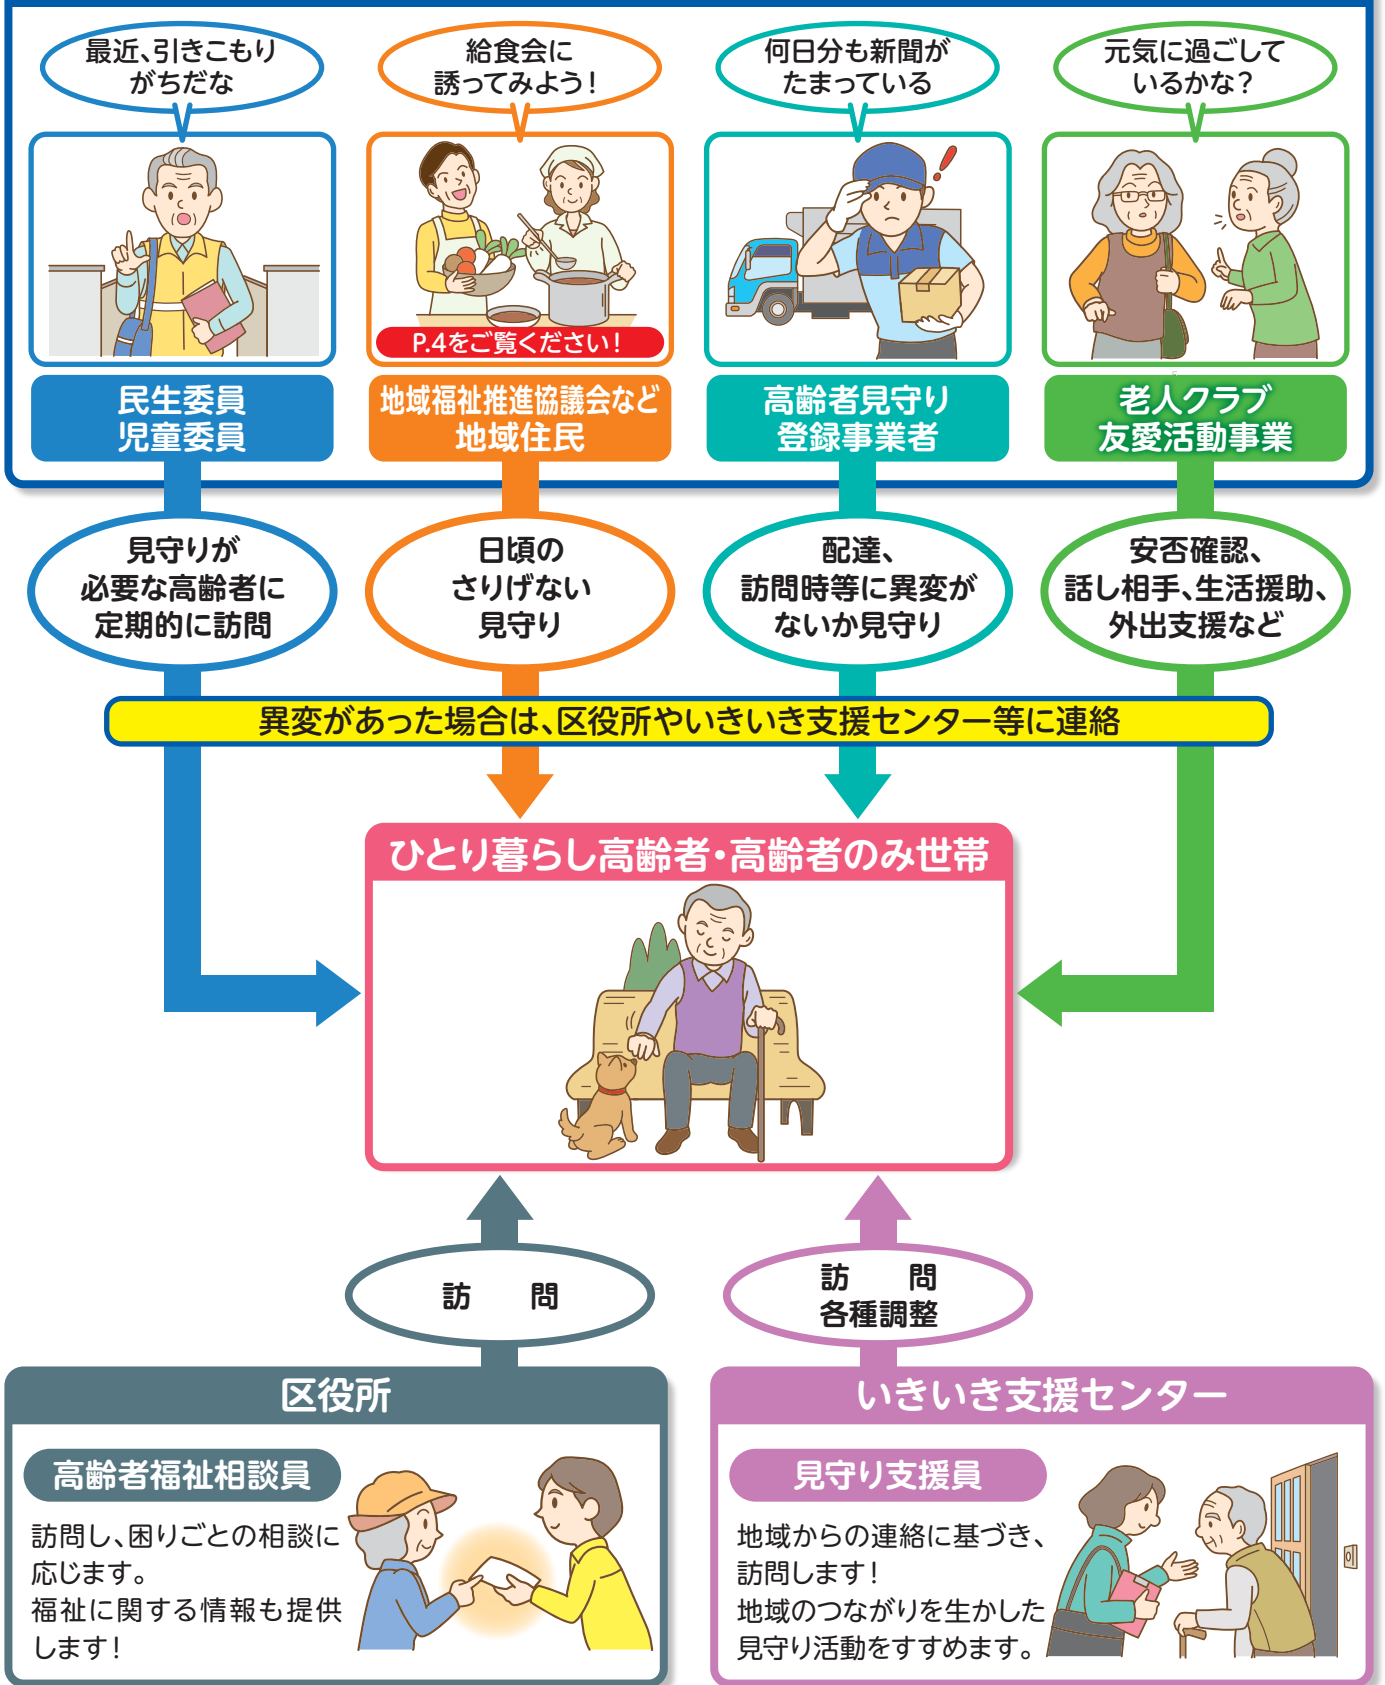 最近、引きこもり
がちだな
給食会に
誘ってみよう！
何日分も新聞が
たまっている
元気に過ごして
いるかな？
P.4をご覧ください！
民生委員
児童委員
地域福祉推進協議会など
地域住民
高齢者見守り
登録事業者
老人クラブ
友愛活動事業
見守りが
必要な高齢者に
定期的に訪問
日頃の
さりげない
見守り
配達、
訪問時等に異変が
ないか見守り
安否確認、
話し相手、生活援助、
外出支援など
異変があった場合は、区役所やいきいき支援センター等に連絡
ひとり暮らし高齢者・高齢者のみ世帯
訪　問
訪　問
各種調整
区役所
高齢者福祉相談員
訪問し、困りごとの相談に
応じます。
福祉に関する情報も提供
します！
いきいき支援センター
見守り支援員
地域からの連絡に基づき、
訪問します！
地域のつながりを生かした
見守り活動をすすめます。